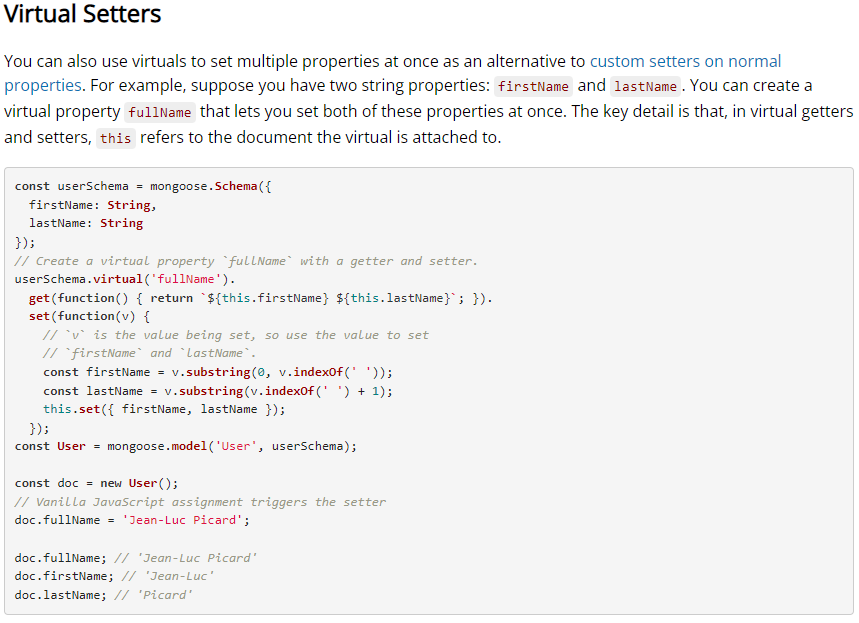 Virtual Setters
You can also use virtuals to set multiple properties at once as an alternative to custom setters on normal
properties. For example, suppose you have two string properties: firstName and lastName. You can create a
virtual property fullName that lets you set both of these properties at once. The key detail is that, in virtual getters
and setters, this refers to the document the virtual is attached to.
const userSchema = mongoose.Schema({
  firstName: String,
  lastName: String
});
// Create a virtual property `fullName` with a getter and setter.
userSchema.virtual('fullName').
  get(function() { return `${this.firstName} ${this.lastName}`; }).
  set(function(v) {
    // `v` is the value being set, so use the value to set
    // `firstName` and `lastName`.
    const firstName = v.substring(0, v.indexOf(' '));
    const lastName = v.substring(v.indexOf(' ') + 1);
    this.set({ firstName, lastName });
  });
const User = mongoose.model('User', userSchema);

const doc = new User();
// Vanilla JavaScript assignment triggers the setter
doc.fullName = 'Jean-Luc Picard';

doc.fullName; // 'Jean-Luc Picard'
doc.firstName; // 'Jean-Luc'
doc.lastName; // 'Picard'